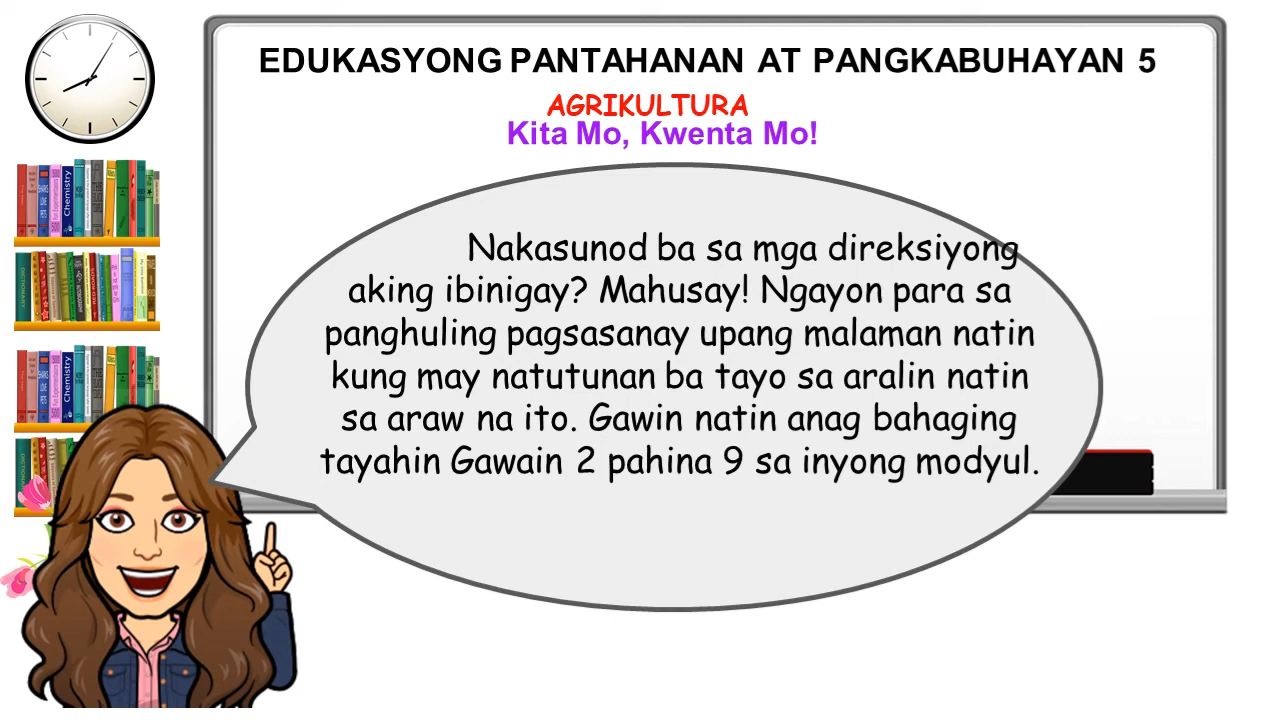 EDUKASYONG PANTAHANAN AT PANGKABUHAYAN 5
AGRIKULTURA
Kita Mo, Kwenta Mo!
Nakasunod ba sa mga direksiyong
aking ibinigay? Mahusay! Ngayon para sa
panghuling pagsasanay upang malaman natin
kung may natutunan ba tayo sa aralin natin
sa araw na ito. Gawin natin anag bahaging
tayahin Gawain 2 pahina 9 sa inyong modyul.
Chemistry
Chemistry